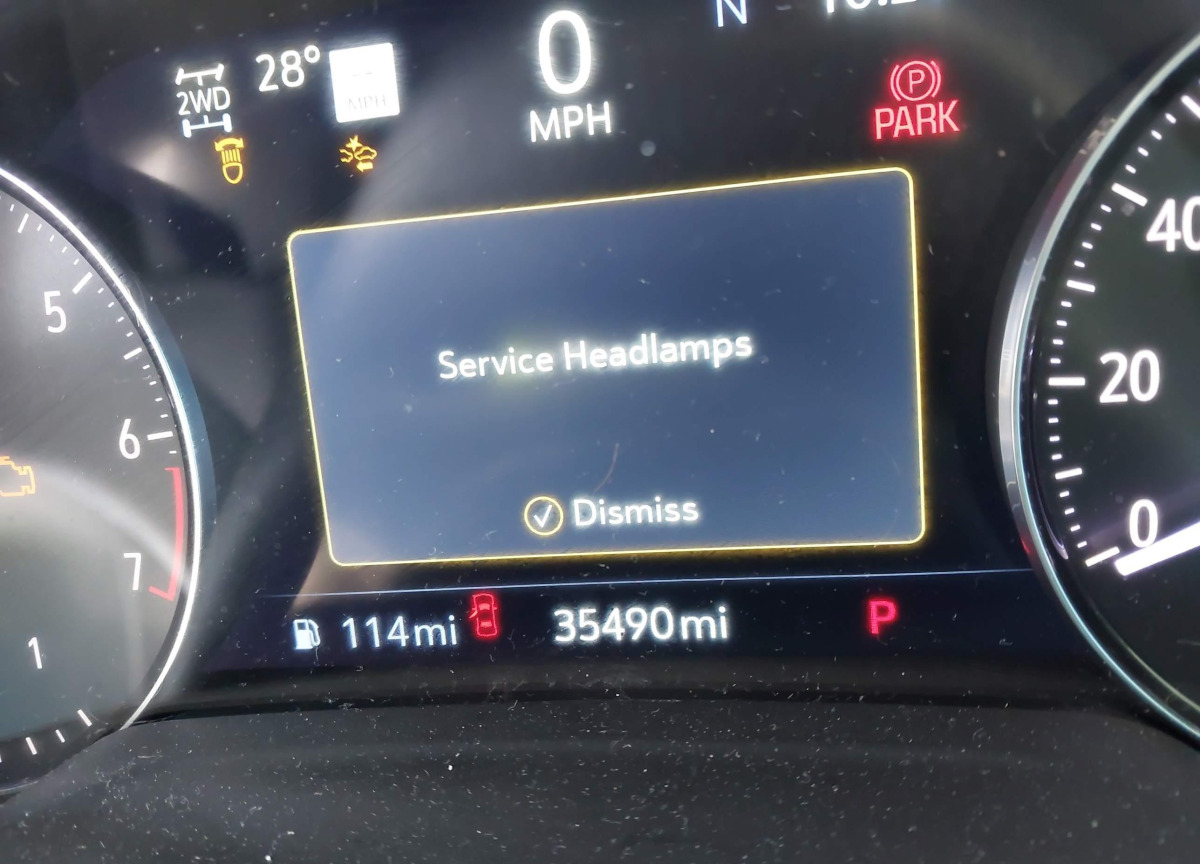 N
28°
0
2WD
MPH
MPH
P
PARK
40
5
Service Headlamps
20
6
Dismiss
0
7
114mi
35490mi
P
1